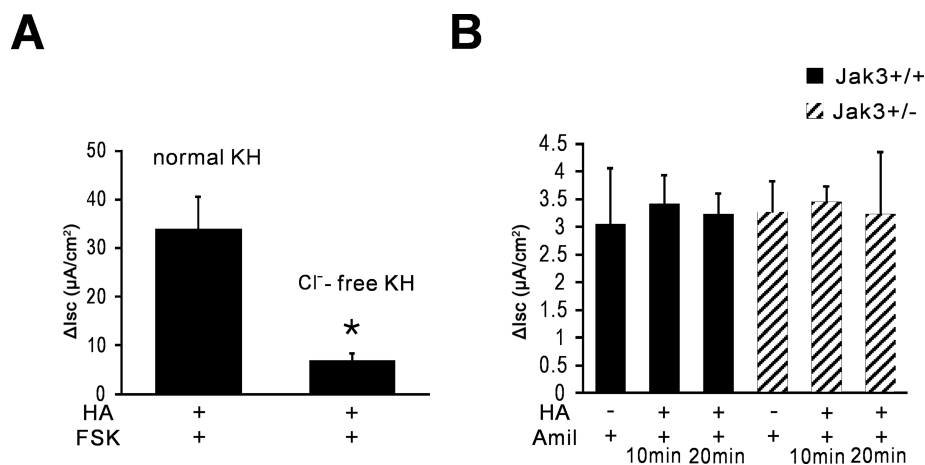 A
ΔIsc (µA/cm²)
50
40
30
20
10
0
normal KH
Cl⁻- free KH
*
HA + +
FSK + +
B
Jak3+/+
Jak3+/-
ΔIsc (µA/cm²)
4.5
4
3.5
3
2.5
2
1.5
1
0.5
0
HA - + + - + +
Amil + + + + + +
10min 20min 10min 20min